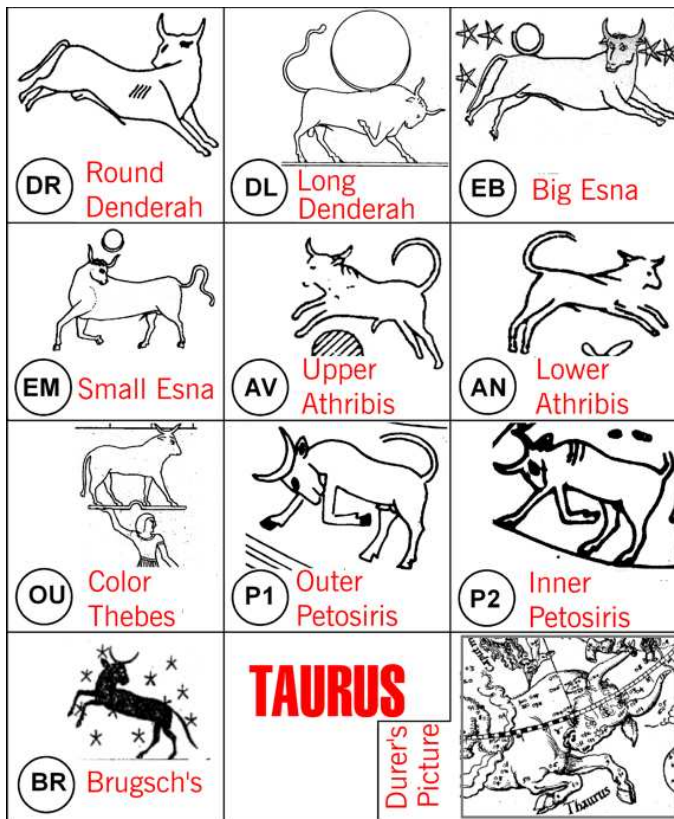 DR
Round
Denderah
DL
Long
Denderah
EB
Big Esna
EM
Small Esna
AV
Upper
Athribis
AN
Lower
Athribis
OU
Color
Thebes
P1
Outer
Petosiris
P2
Inner
Petosiris
BR
Brugsch's
TAURUS
Durer's
Picture
Thaurus